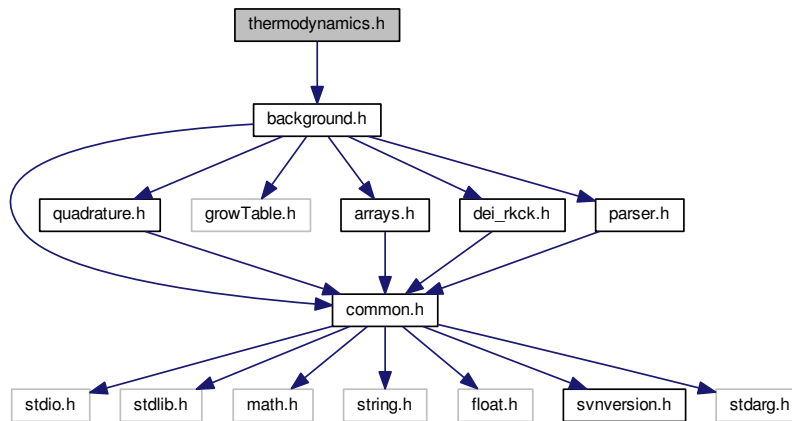 thermodynamics.h
background.h
quadrature.h
growTable.h
arrays.h
dei_rkck.h
parser.h
common.h
stdio.h
stdlib.h
math.h
string.h
float.h
svnversion.h
stdarg.h